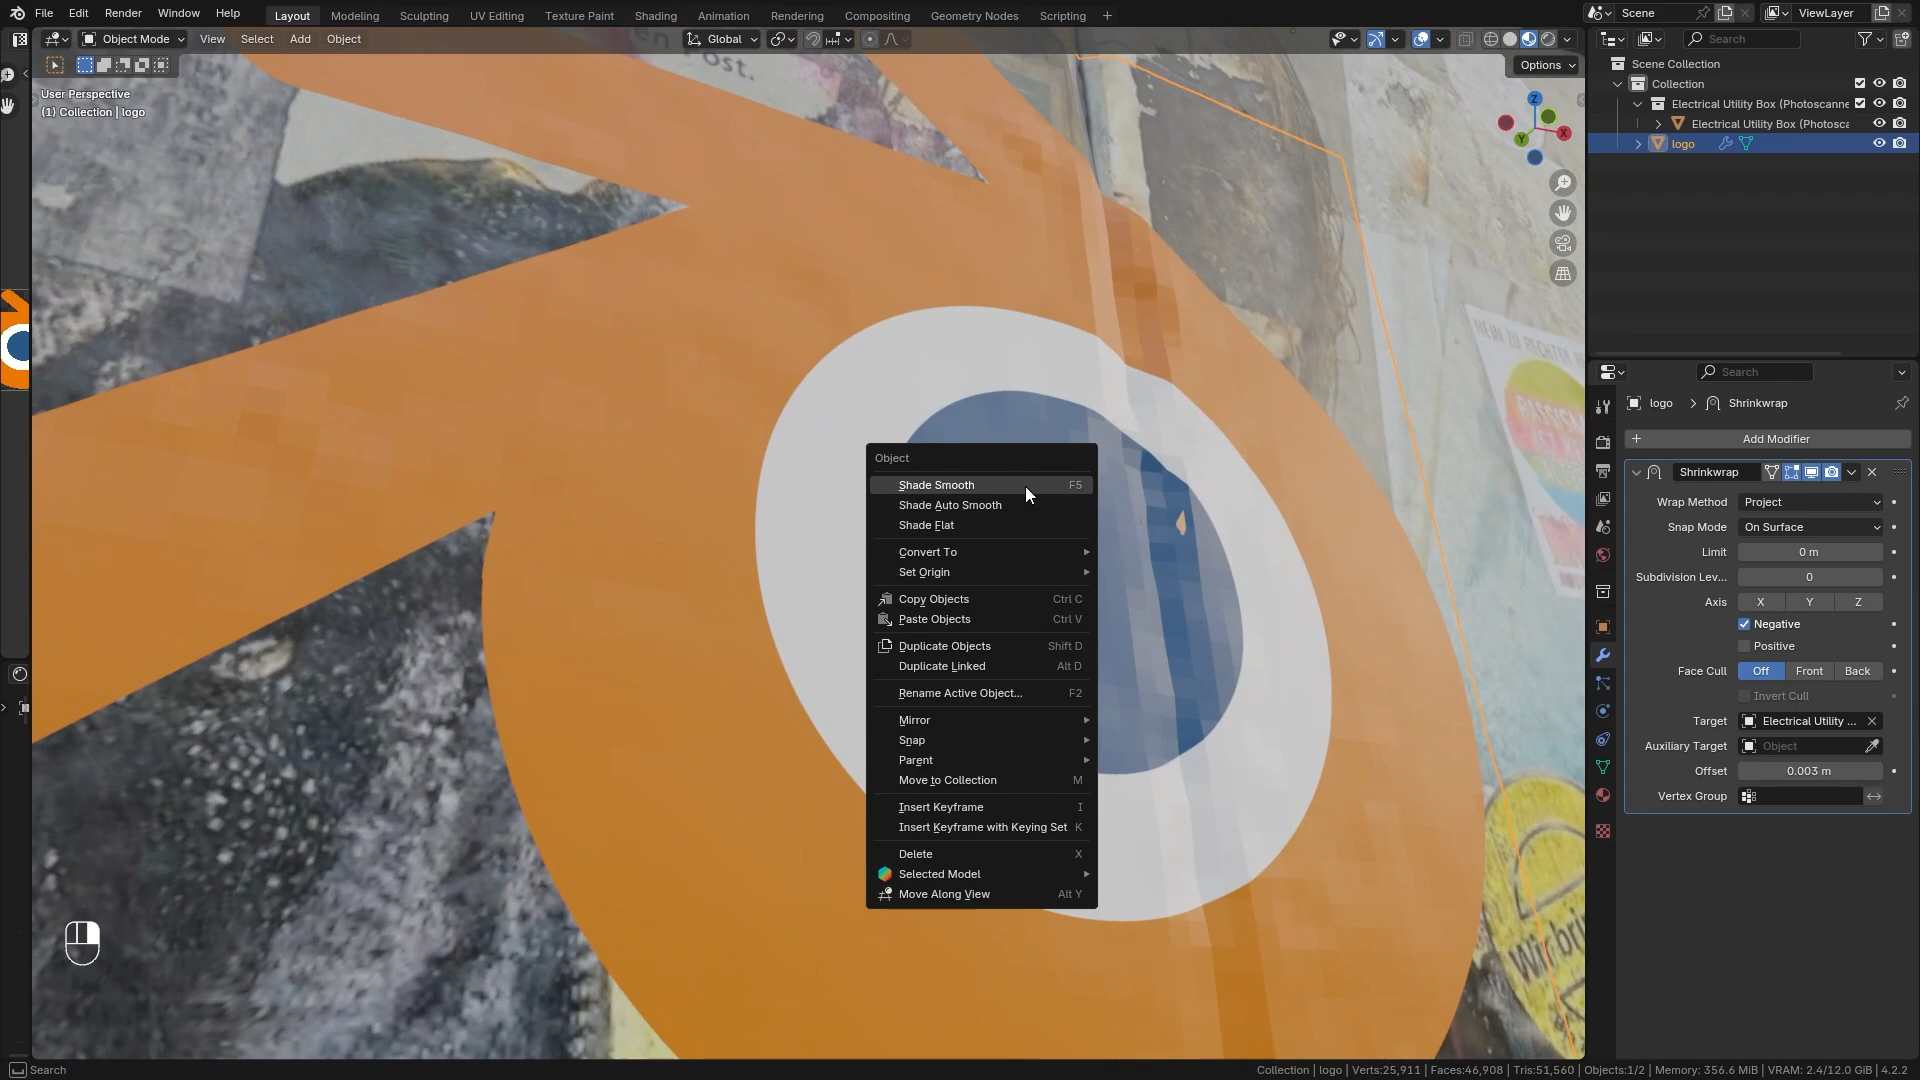 File Edit Render Window Help Layout Modeling Sculpting UV Editing Texture Paint Shading Animation Rendering Compositing Geometry Nodes Scripting + Scene ViewLayer
Object Mode View Select Add Object Global Search
Options
User Perspective
(1) Collection | logo
ost.
Z
X
Y
Scene Collection
Collection
Electrical Utility Box (Photoscanne
Electrical Utility Box (Photosca
logo
Search
logo > Shrinkwrap
+ Add Modifier
Shrinkwrap
Wrap Method Project
Snap Mode On Surface
Limit 0 m
Subdivision Lev... 0
Axis X Y Z
Negative
Positive
Face Cull Off Front Back
Invert Cull
Target Electrical Utility ...
Auxiliary Target Object
Offset 0.003 m
Vertex Group
Object
Shade Smooth F5
Shade Auto Smooth
Shade Flat
Convert To
Set Origin
Copy Objects Ctrl C
Paste Objects Ctrl V
Duplicate Objects Shift D
Duplicate Linked Alt D
Rename Active Object... F2
Mirror
Snap
Parent
Move to Collection M
Insert Keyframe I
Insert Keyframe with Keying Set K
Delete X
Selected Model
Move Along View Alt Y
Search
Collection | logo | Verts:25,911 | Faces:46,908 | Tris:51,560 | Objects:1/2 | Memory: 356.6 MiB | VRAM: 2.4/12.0 GiB | 4.2.2